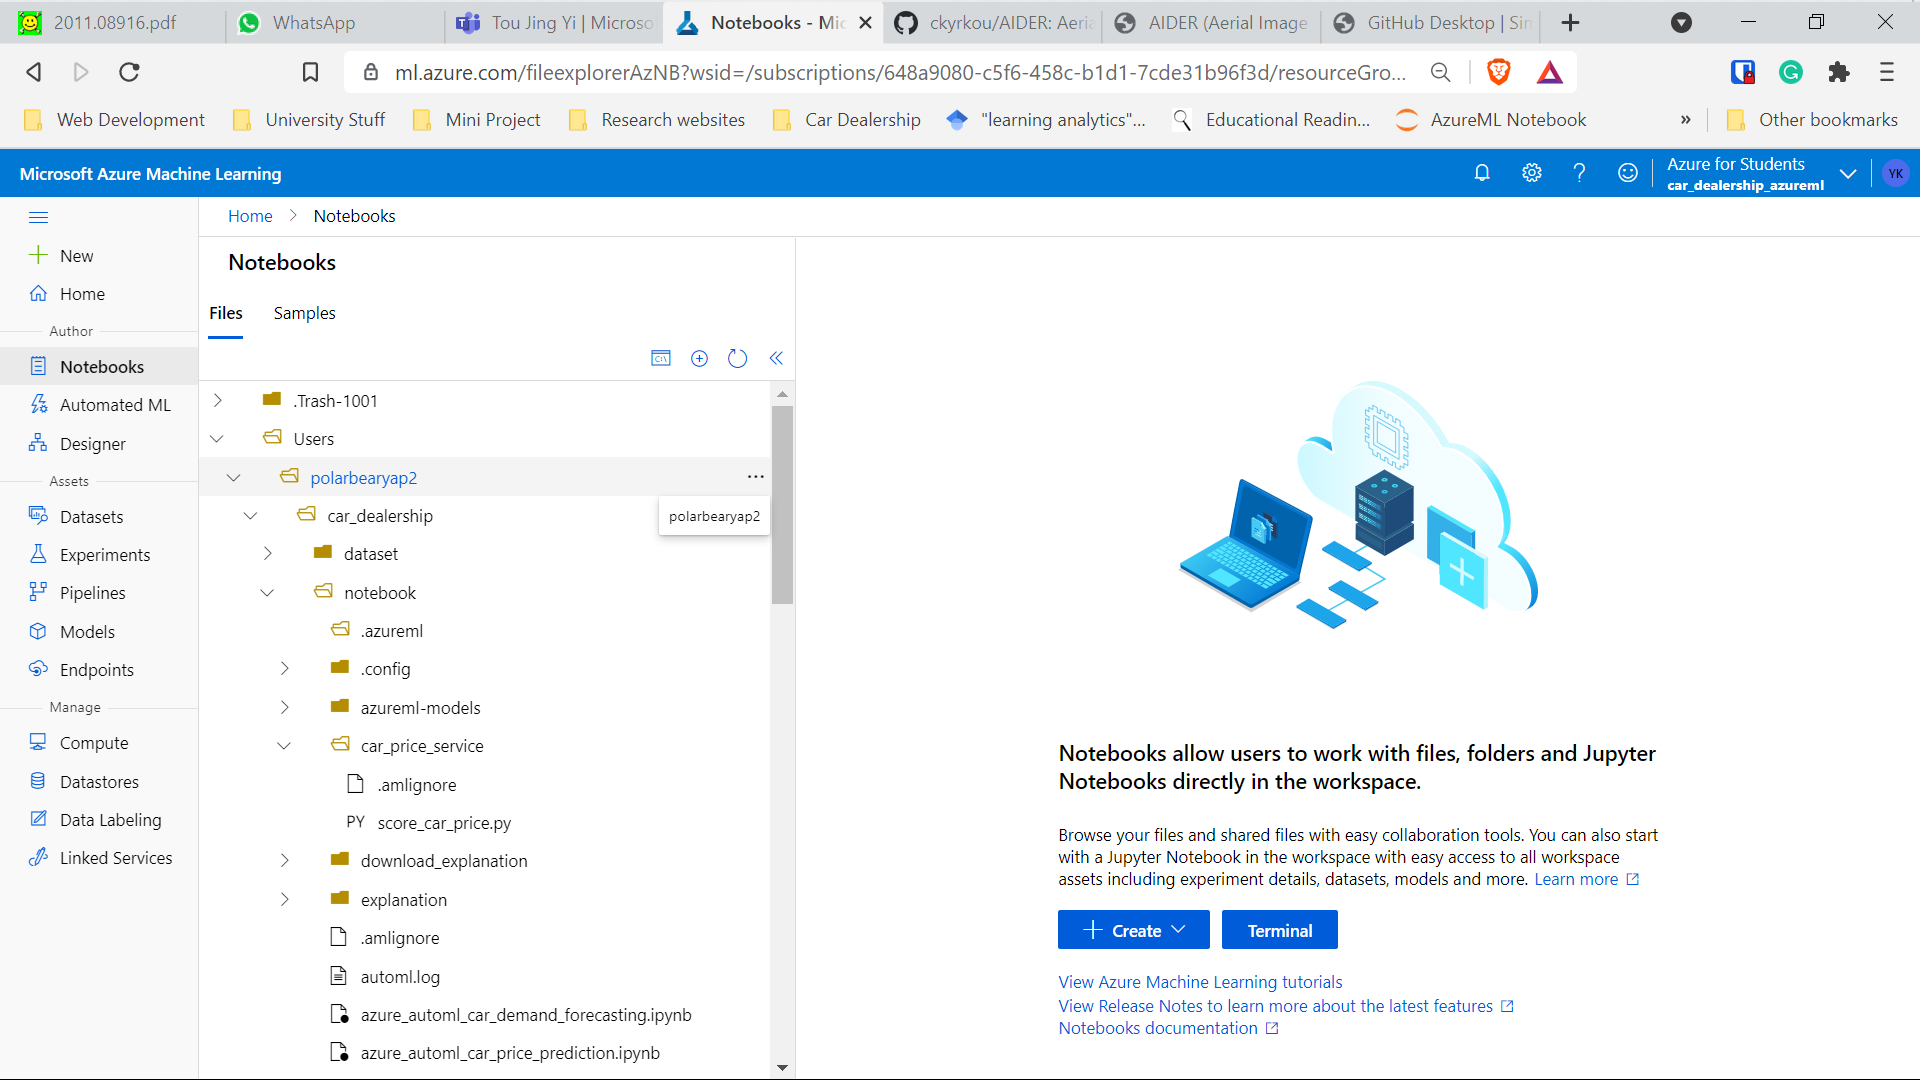 2011.08916.pdf
WhatsApp
Tou Jing Yi | Microso
Notebooks - Mic
ckyrkou/AIDER: Aeria
AIDER (Aerial Image
GitHub Desktop | Sim
ml.azure.com/fileexplorerAzNB?wsid=/subscriptions/648a9080-c5f6-458c-b1d1-7cde31b96f3d/resourceGro...
Web Development
University Stuff
Mini Project
Research websites
Car Dealership
"learning analytics"...
Educational Readin...
AzureML Notebook
»
Other bookmarks
Microsoft Azure Machine Learning
Azure for Students
car_dealership_azureml
YK
Home
Notebooks
New
Home
Author
Notebooks
Automated ML
Designer
Assets
Datasets
Experiments
Pipelines
Models
Endpoints
Manage
Compute
Datastores
Data Labeling
Linked Services
Notebooks
Files
Samples
.Trash-1001
Users
polarbearyap2
...
polarbearyap2
car_dealership
dataset
notebook
.azureml
.config
azureml-models
car_price_service
.amlignore
PY score_car_price.py
download_explanation
explanation
.amlignore
automl.log
azure_automl_car_demand_forecasting.ipynb
azure_automl_car_price_prediction.ipynb
Notebooks allow users to work with files, folders and Jupyter
Notebooks directly in the workspace.
Browse your files and shared files with easy collaboration tools. You can also start
with a Jupyter Notebook in the workspace with easy access to all workspace
assets including experiment details, datasets, models and more. Learn more
Create
Terminal
View Azure Machine Learning tutorials
View Release Notes to learn more about the latest features
Notebooks documentation